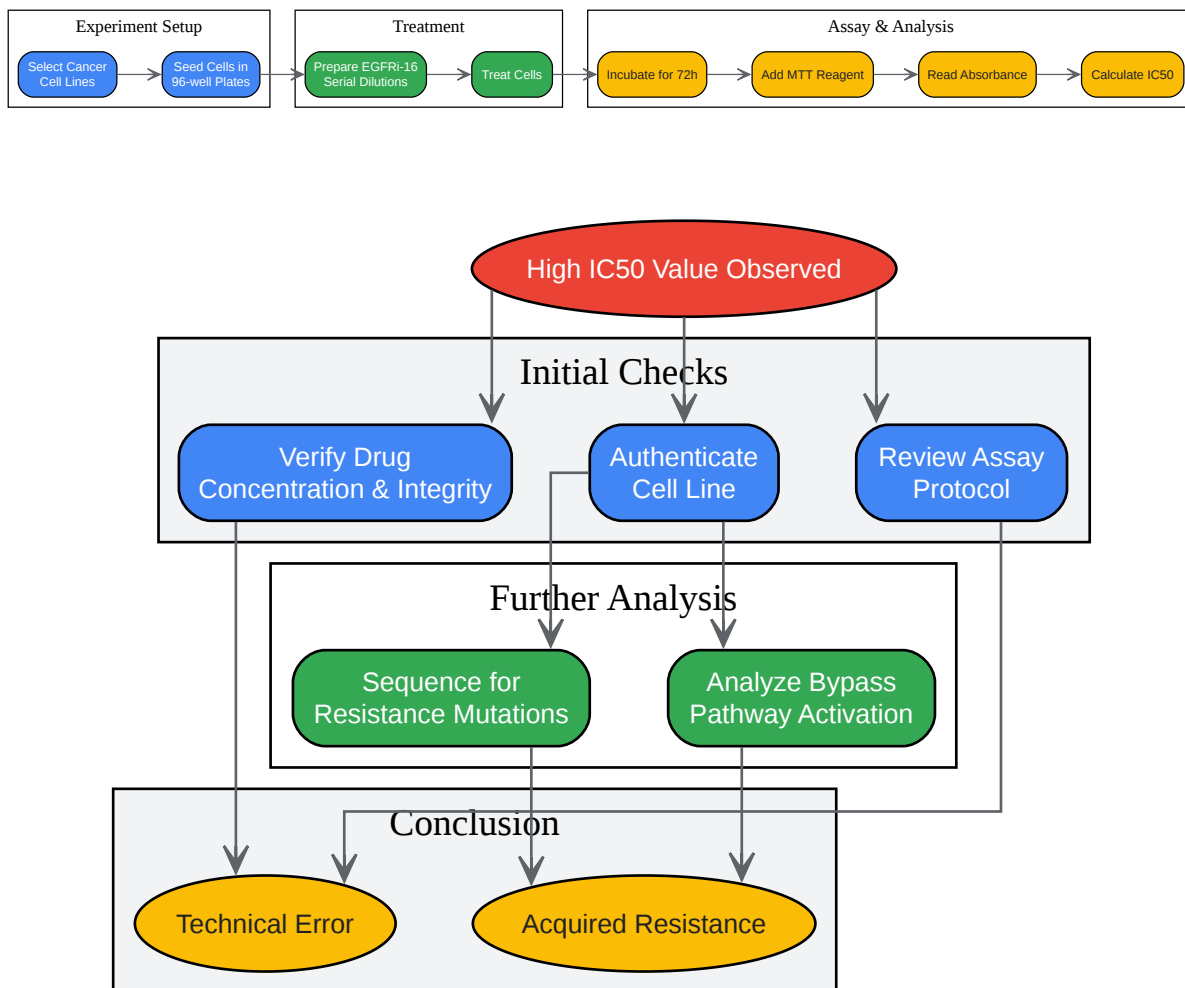 Experiment Setup
Treatment
Assay & Analysis
Select Cancer
Cell Lines
Seed Cells in
96-well Plates
Prepare EGFRi-16
Serial Dilutions
Treat Cells
Incubate for 72h
Add MTT Reagent
Read Absorbance
Calculate IC50
High IC50 Value Observed
Initial Checks
Verify Drug
Concentration & Integrity
Authenticate
Cell Line
Review Assay
Protocol
Further Analysis
Sequence for
Resistance Mutations
Analyze Bypass
Pathway Activation
Conclusion
Technical Error
Acquired Resistance